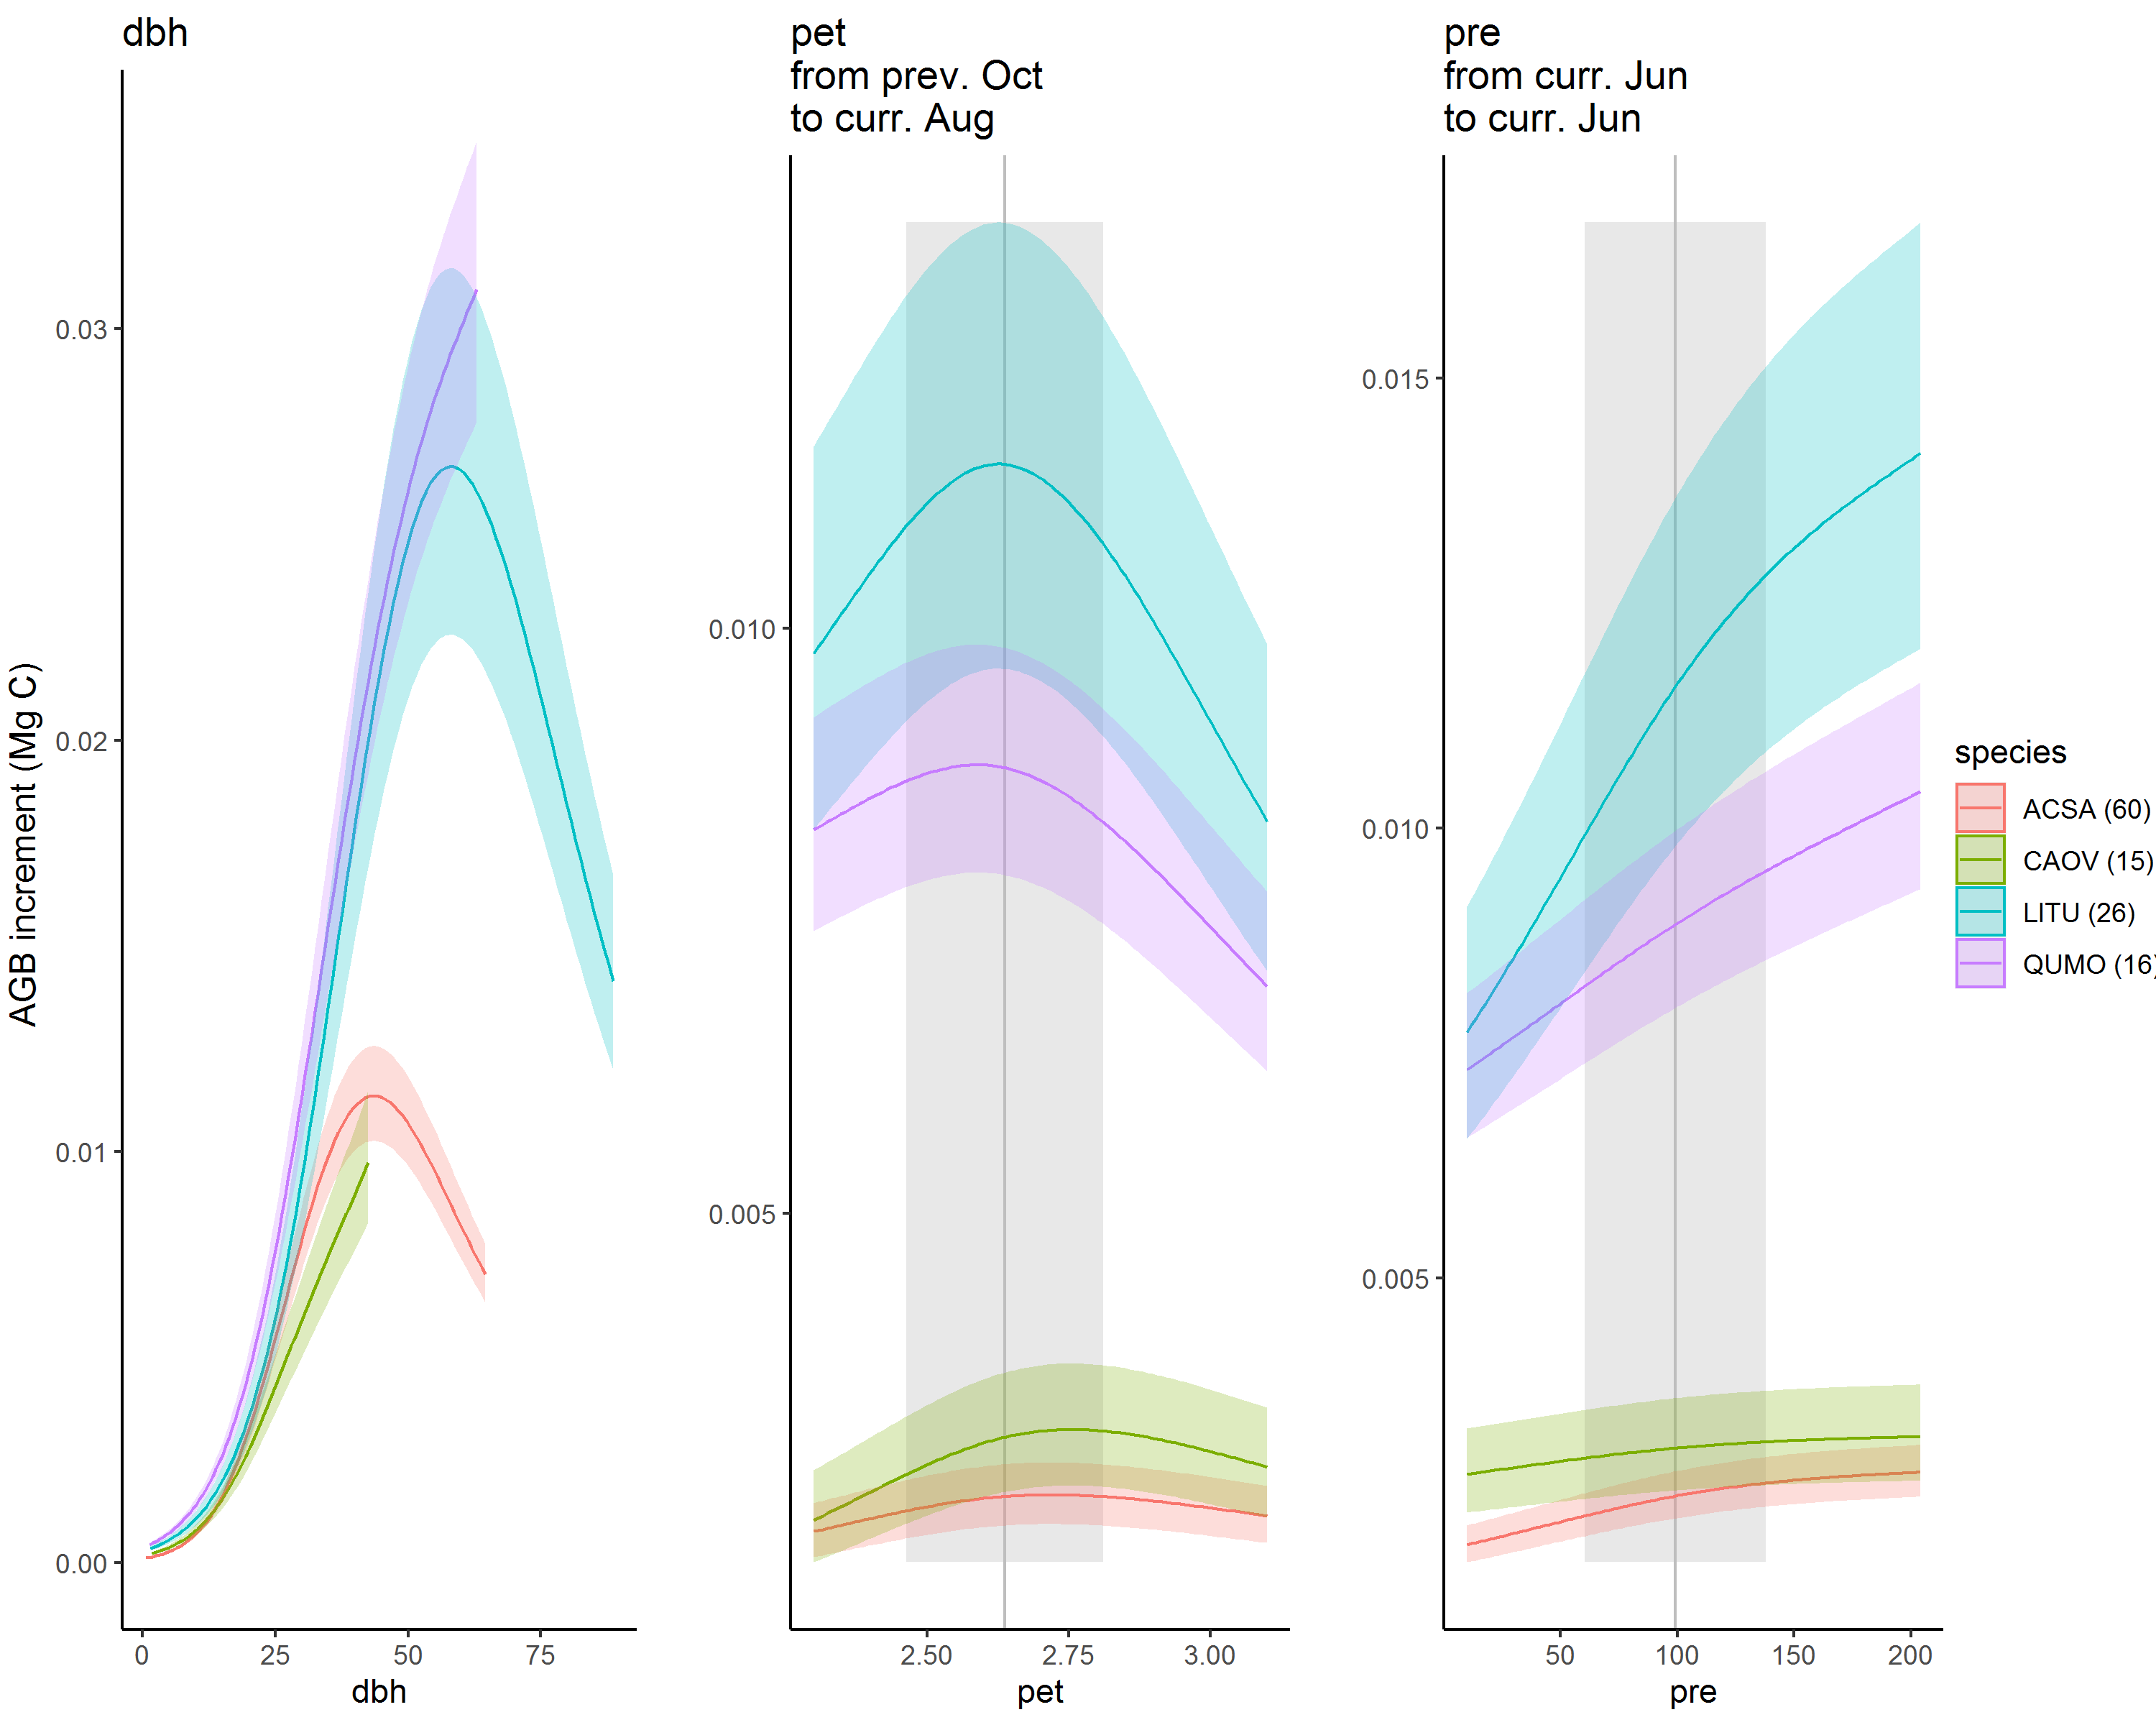 dbh
pet
from prev. Oct
to curr. Aug
pre
from curr. Jun
to curr. Jun
AGB increment (Mg C)
0.03
0.02
0.01
0.00
0 25 50 75
dbh
0.010
0.005
2.50 2.75 3.00
pet
0.015
0.010
0.005
50 100 150 200
pre
species
ACSA (60)
CAOV (15)
LITU (26)
QUMO (16)